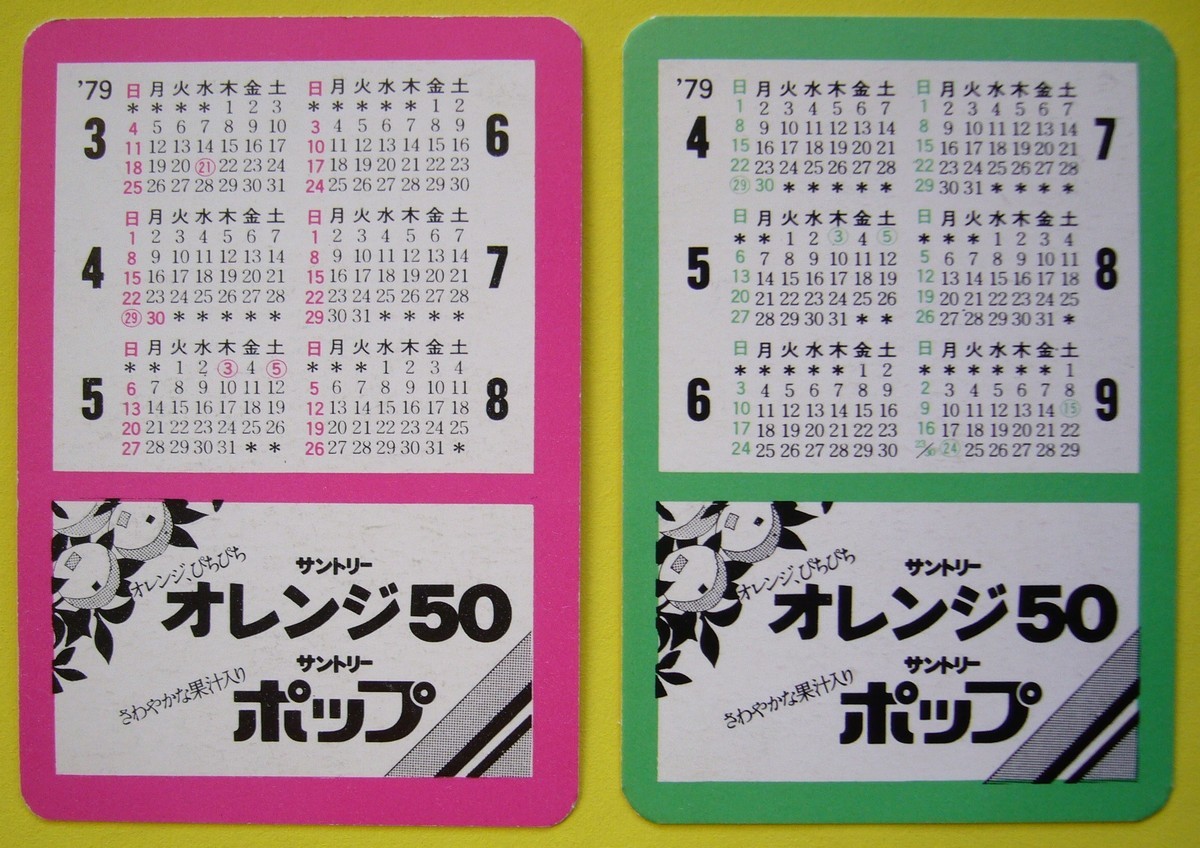 '79 日 月 火 水 木 金 土 日 月 火 水 木 金 土
* * * * 1 2 3 * * * * * 1 2
3 4 5 6 7 8 9 10 3 4 5 6 7 8 9 6
11 12 13 14 15 16 17 10 11 12 13 14 15 16
18 19 20 ㉑ 22 23 24 17 18 19 20 21 22 23
25 26 27 28 29 30 31 24 25 26 27 28 29 30
日 月 火 水 木 金 土 日 月 火 水 木 金 土
1 2 3 4 5 6 7 1 2 3 4 5 6 7
4 8 9 10 11 12 13 14 8 9 10 11 12 13 14 7
15 16 17 18 19 20 21 15 16 17 18 19 20 21
22 23 24 25 26 27 28 22 23 24 25 26 27 28
㉙ 30 * * * * * 29 30 31 * * * *
日 月 火 水 木 金 土 日 月 火 水 木 金 土
* * 1 2 ③ 4 ⑤ * * * 1 2 3 4
5 6 7 8 9 10 11 12 5 6 7 8 9 10 11 8
13 14 15 16 17 18 19 12 13 14 15 16 17 18
20 21 22 23 24 25 26 19 20 21 22 23 24 25
27 28 29 30 31 * * 26 27 28 29 30 31 *
オレンジ、ぴちぴち
サントリー
オレンジ50
サントリー
さわやかな果汁入り
ポップ
'79 日 月 火 水 木 金 土 日 月 火 水 木 金 土
1 2 3 4 5 6 7 1 2 3 4 5 6 7
4 8 9 10 11 12 13 14 8 9 10 11 12 13 14 7
15 16 17 18 19 20 21 15 16 17 18 19 20 21
22 23 24 25 26 27 28 22 23 24 25 26 27 28
㉙ 30 * * * * * 29 30 31 * * * *
日 月 火 水 木 金 土 日 月 火 水 木 金 土
* * 1 2 ③ 4 ⑤ * * * 1 2 3 4
5 6 7 8 9 10 11 12 5 6 7 8 9 10 11 8
13 14 15 16 17 18 19 12 13 14 15 16 17 18
20 21 22 23 24 25 26 19 20 21 22 23 24 25
27 28 29 30 31 * * 26 27 28 29 30 31 *
日 月 火 水 木 金 土 日 月 火 水 木 金 土
* * * * * 1 2 * * * * * * 1
3 4 5 6 7 8 9 2 3 4 5 6 7 8
6 10 11 12 13 14 15 16 9 10 11 12 13 14 ⑮ 9
17 18 19 20 21 22 23 16 17 18 19 20 21 22
24 25 26 27 28 29 30 23/30 ㉔ 25 26 27 28 29
オレンジ、ぴちぴち
サントリー
オレンジ50
サントリー
さわやかな果汁入り
ポップ